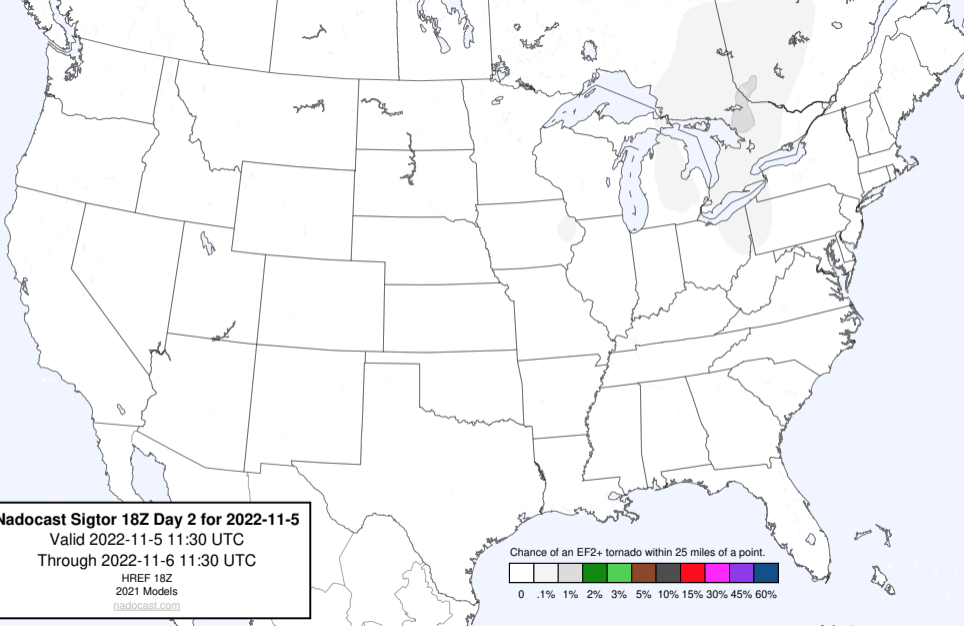 Nadocast Sigtor 18Z Day 2 for 2022-11-5
Valid 2022-11-5 11:30 UTC
Through 2022-11-6 11:30 UTC
HREF 18Z
2021 Models
nadocast.com
Chance of an EF2+ tornado within 25 miles of a point.
0 .1% 1% 2% 3% 5% 10% 15% 30% 45% 60%